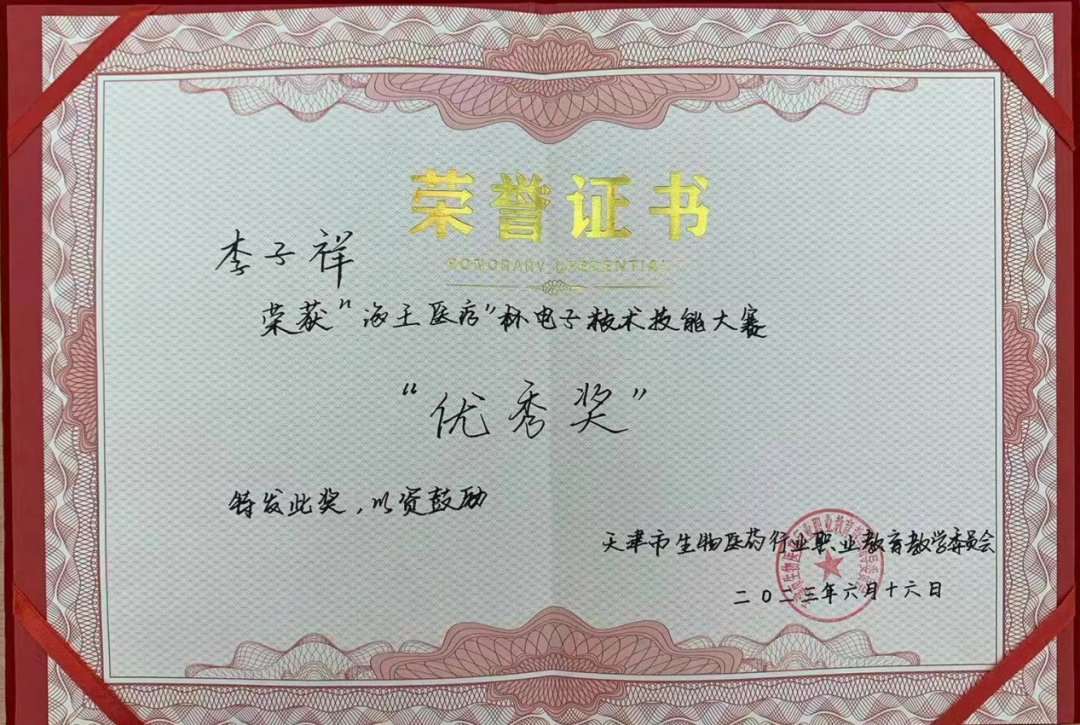 荣誉证书
HONORARY CREDENTIAL
李子祥
荣获"海王医疗"杯电子技术技能大赛
"优秀奖"
特发此奖，以资鼓励
天津市生物医药行业职业教育教学委员会
二〇二三年六月十六日